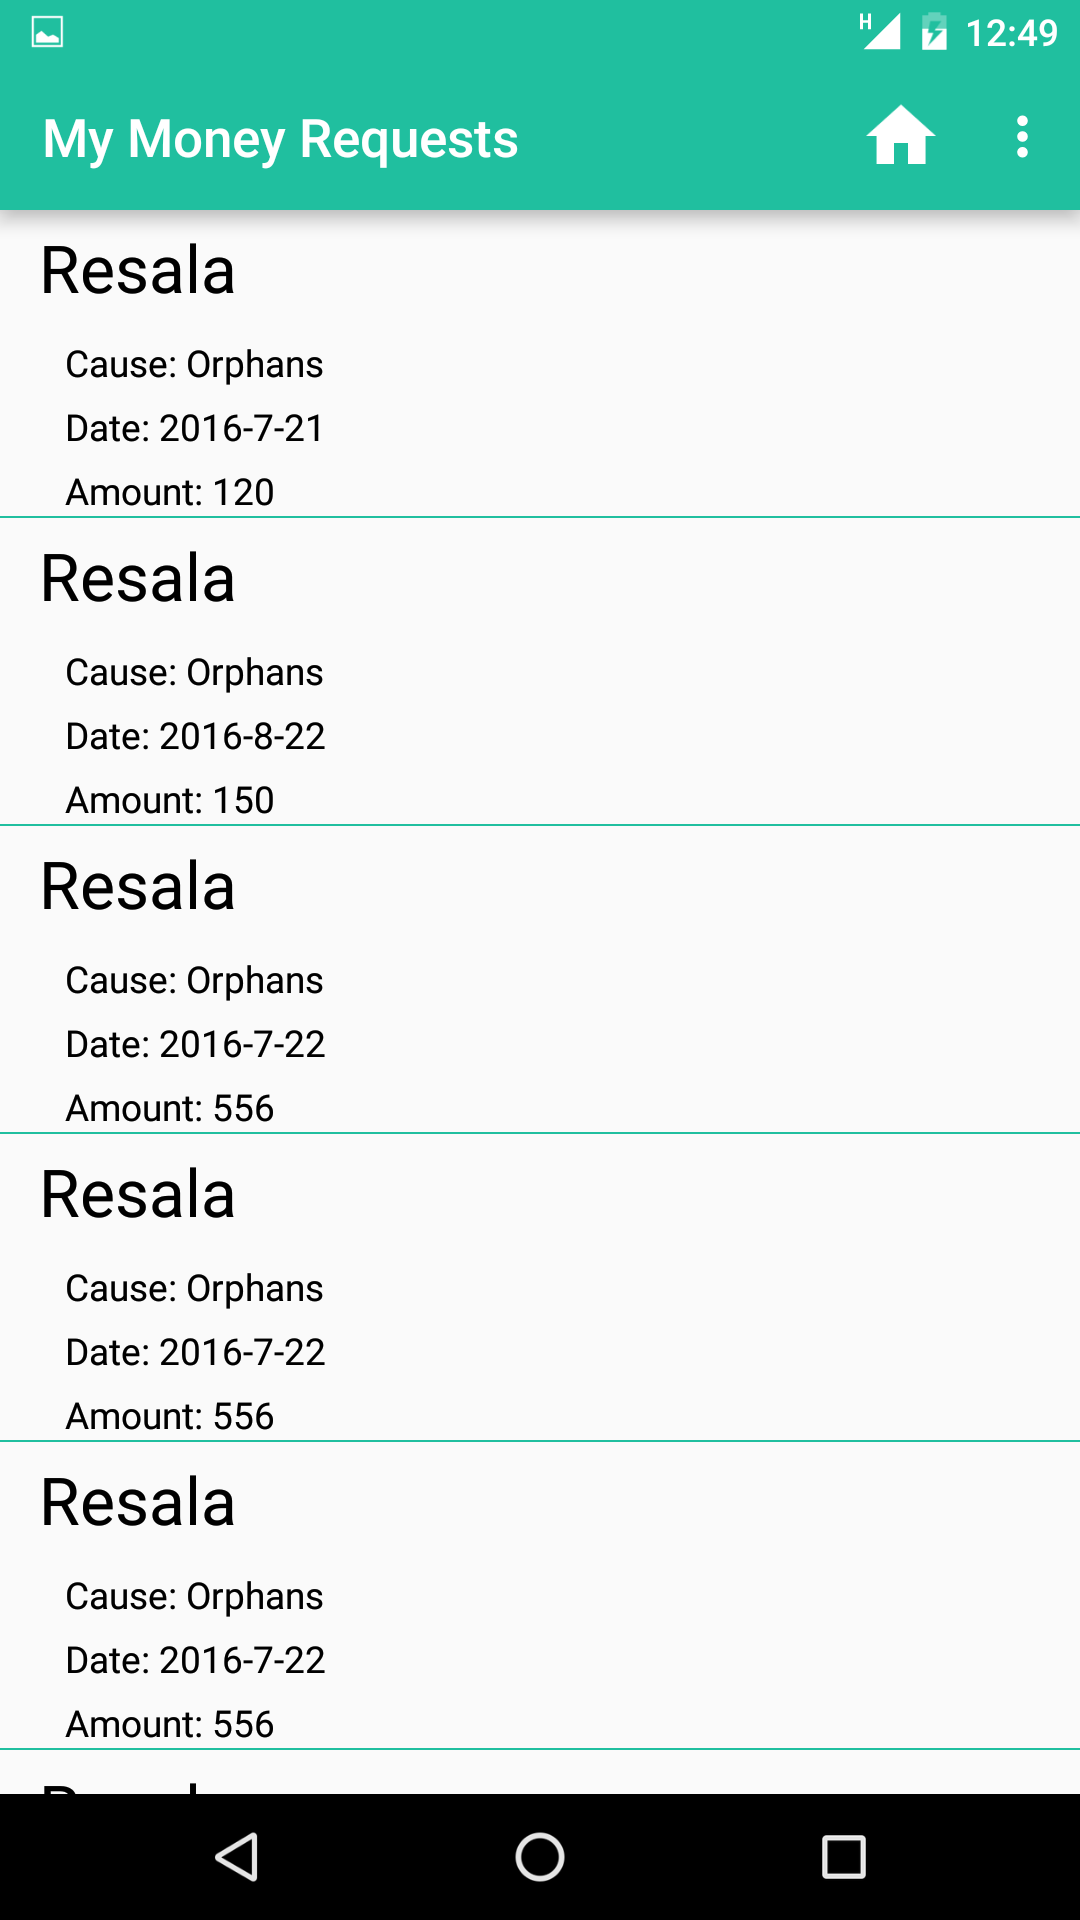 H 12:49
My Money Requests
Resala
Cause: Orphans
Date: 2016-7-21
Amount: 120
Resala
Cause: Orphans
Date: 2016-8-22
Amount: 150
Resala
Cause: Orphans
Date: 2016-7-22
Amount: 556
Resala
Cause: Orphans
Date: 2016-7-22
Amount: 556
Resala
Cause: Orphans
Date: 2016-7-22
Amount: 556